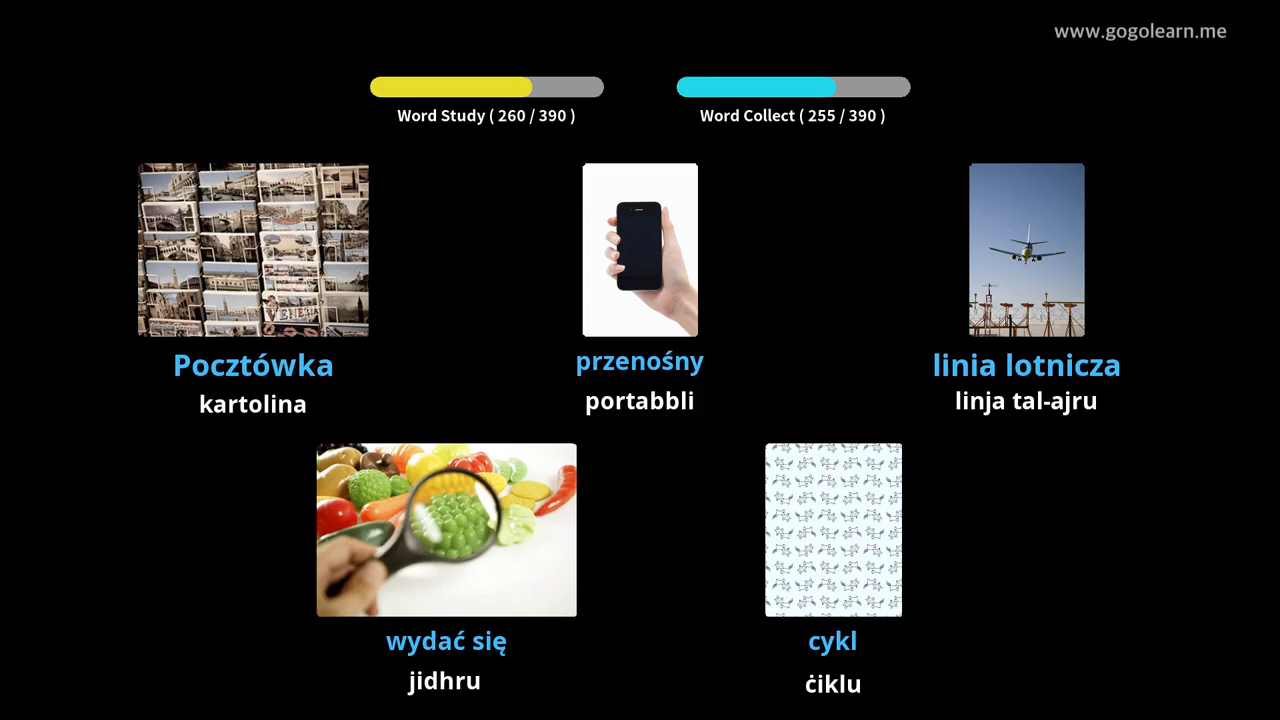 www.gogolearn.me
Word Study ( 260 / 390 )
Word Collect ( 255 / 390 )
Pocztówka
kartolina
przenośny
portabbli
linia lotnicza
linja tal-ajru
wydać się
jidhru
cykl
ċiklu